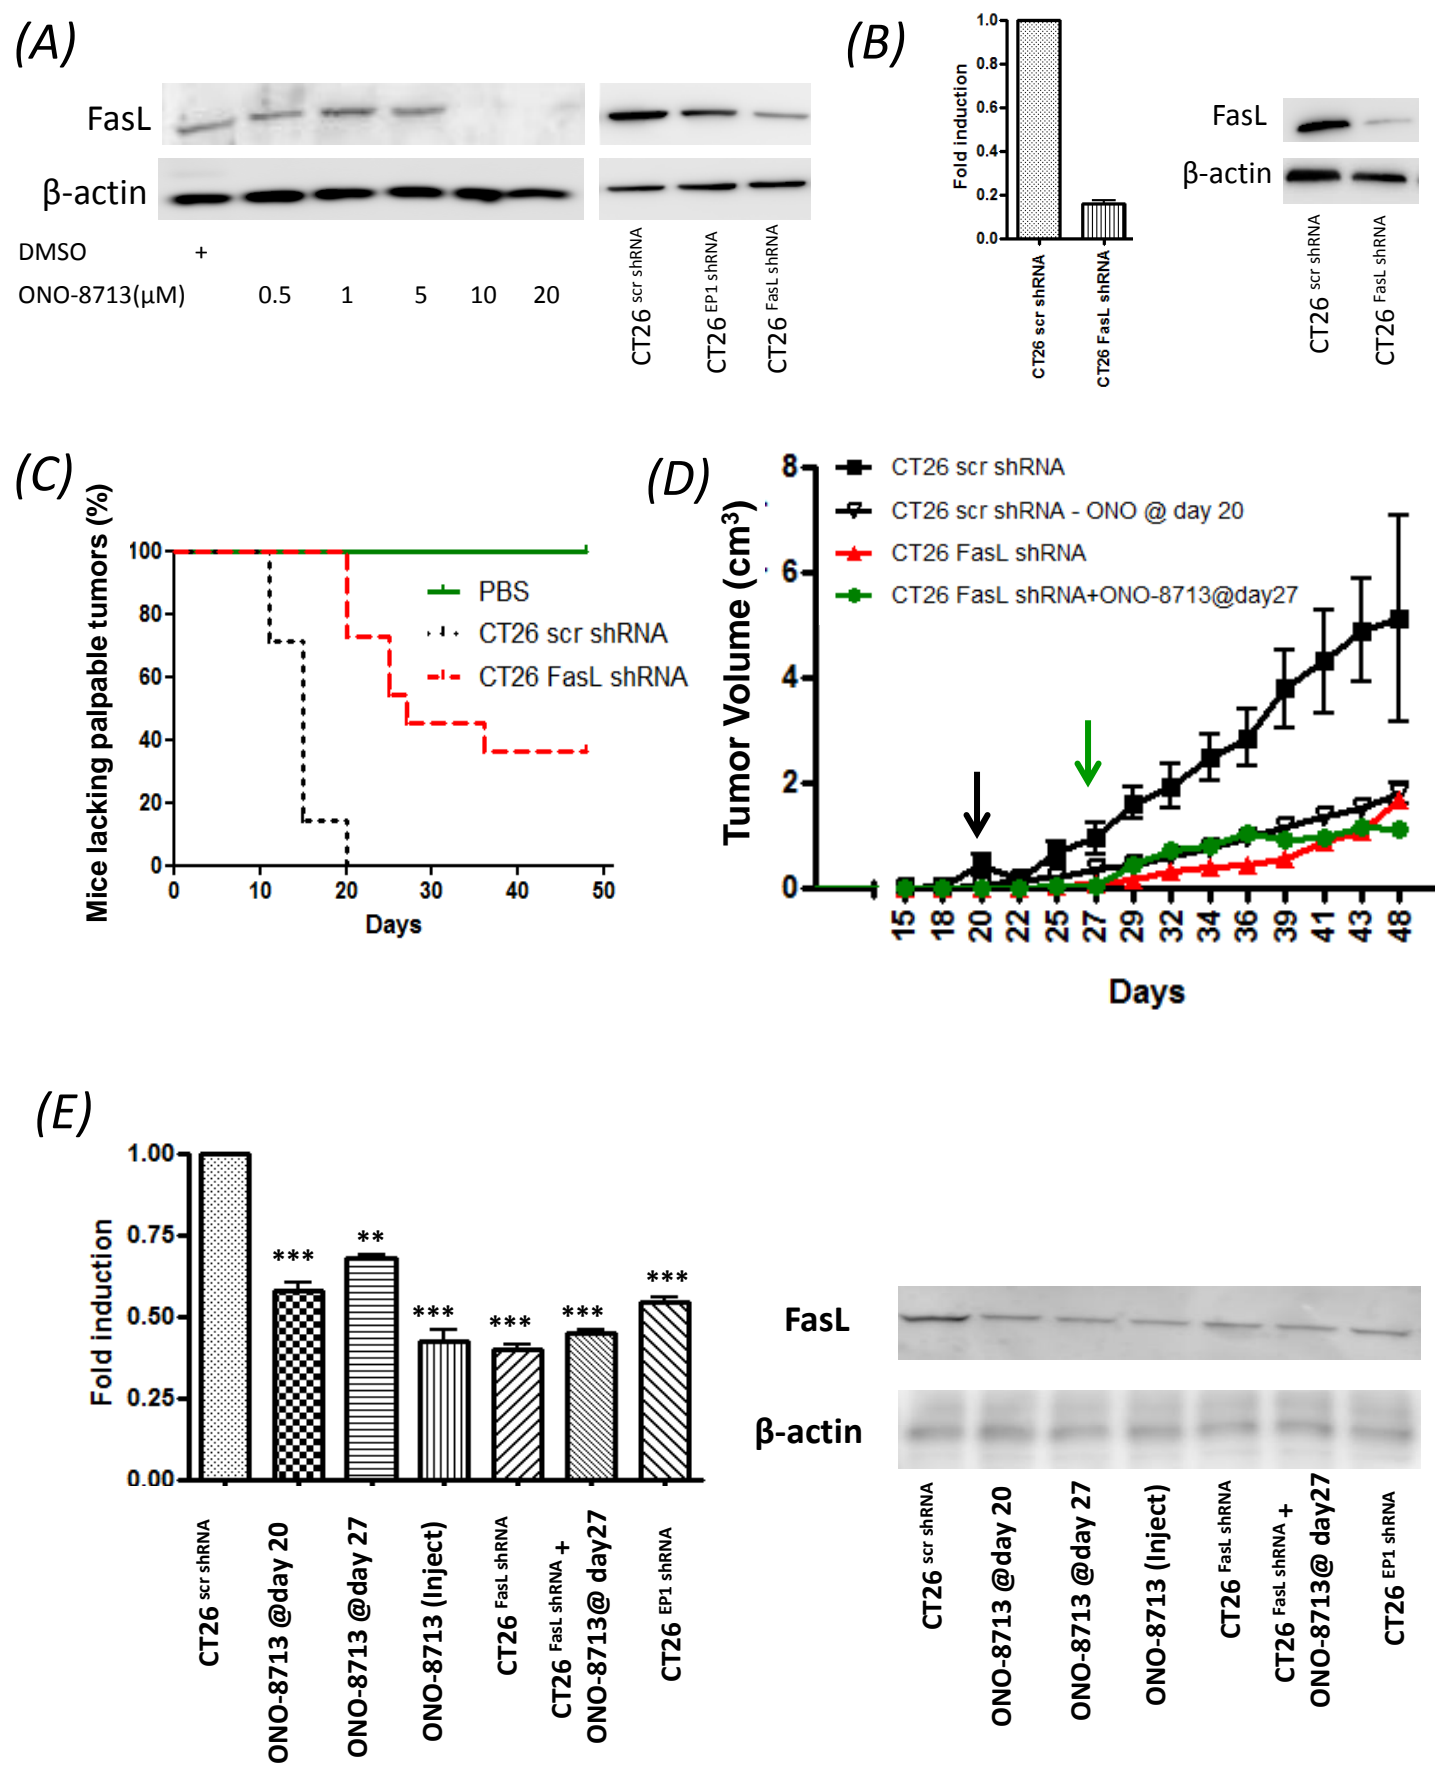 (A)
FasL
β-actin
DMSO +
ONO-8713(µM) 0.5 1 5 10 20
CT26 scr shRNA
CT26 EP1 shRNA
CT26 FasL shRNA
(B)
Fold induction
1.0
0.8
0.6
0.4
0.2
0.0
CT26 scr shRNA
CT26 FasL shRNA
FasL
β-actin
CT26 scr shRNA
CT26 FasL shRNA
(C)
Mice lacking palpable tumors (%)
100
80
60
40
20
0
0 10 20 30 40 50
Days
PBS
CT26 scr shRNA
CT26 FasL shRNA
(D)
Tumor Volume (cm³)
8
6
4
2
0
CT26 scr shRNA
CT26 scr shRNA - ONO @ day 20
CT26 FasL shRNA
CT26 FasL shRNA+ONO-8713@day27
15 18 20 22 25 27 29 32 34 36 39 41 43 48
Days
(E)
Fold induction
1.00
0.75
0.50
0.25
0.00
***
**
***
***
***
***
CT26 scr shRNA
ONO-8713 @day 20
ONO-8713 @day 27
ONO-8713 (Inject)
CT26 FasL shRNA
CT26 FasL shRNA +
ONO-8713@ day27
CT26 EP1 shRNA
FasL
β-actin
CT26 scr shRNA
ONO-8713 @day 20
ONO-8713 @day 27
ONO-8713 (Inject)
CT26 FasL shRNA
CT26 FasL shRNA +
ONO-8713@ day27
CT26 EP1 shRNA